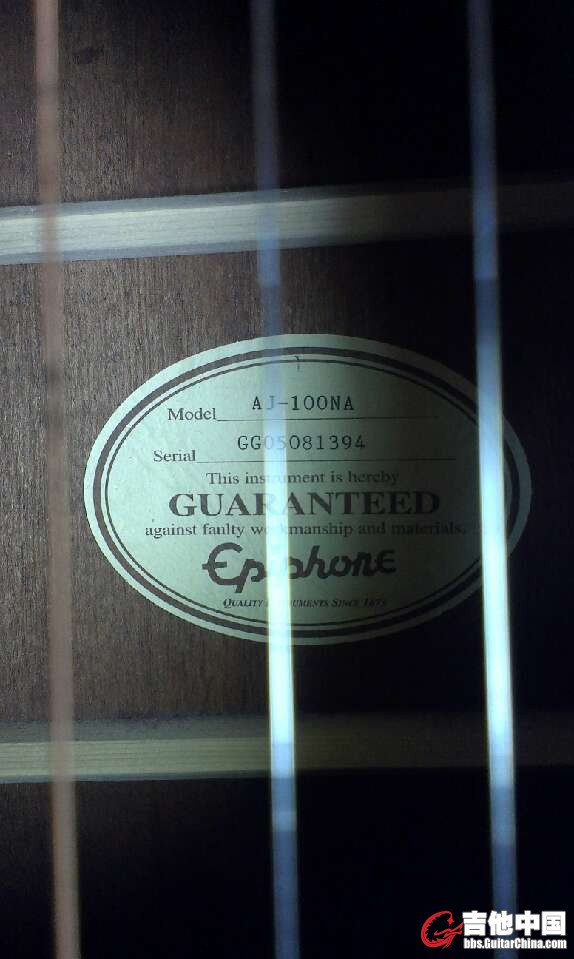 Model AJ-100NA
Serial GG05081394
This instrument is hereby
GUARANTEED
against faulty workmanship and materials.
Epiphone
QUALITY INSTRUMENTS SINCE 1873
吉他中国
bbs.GuitarChina.com